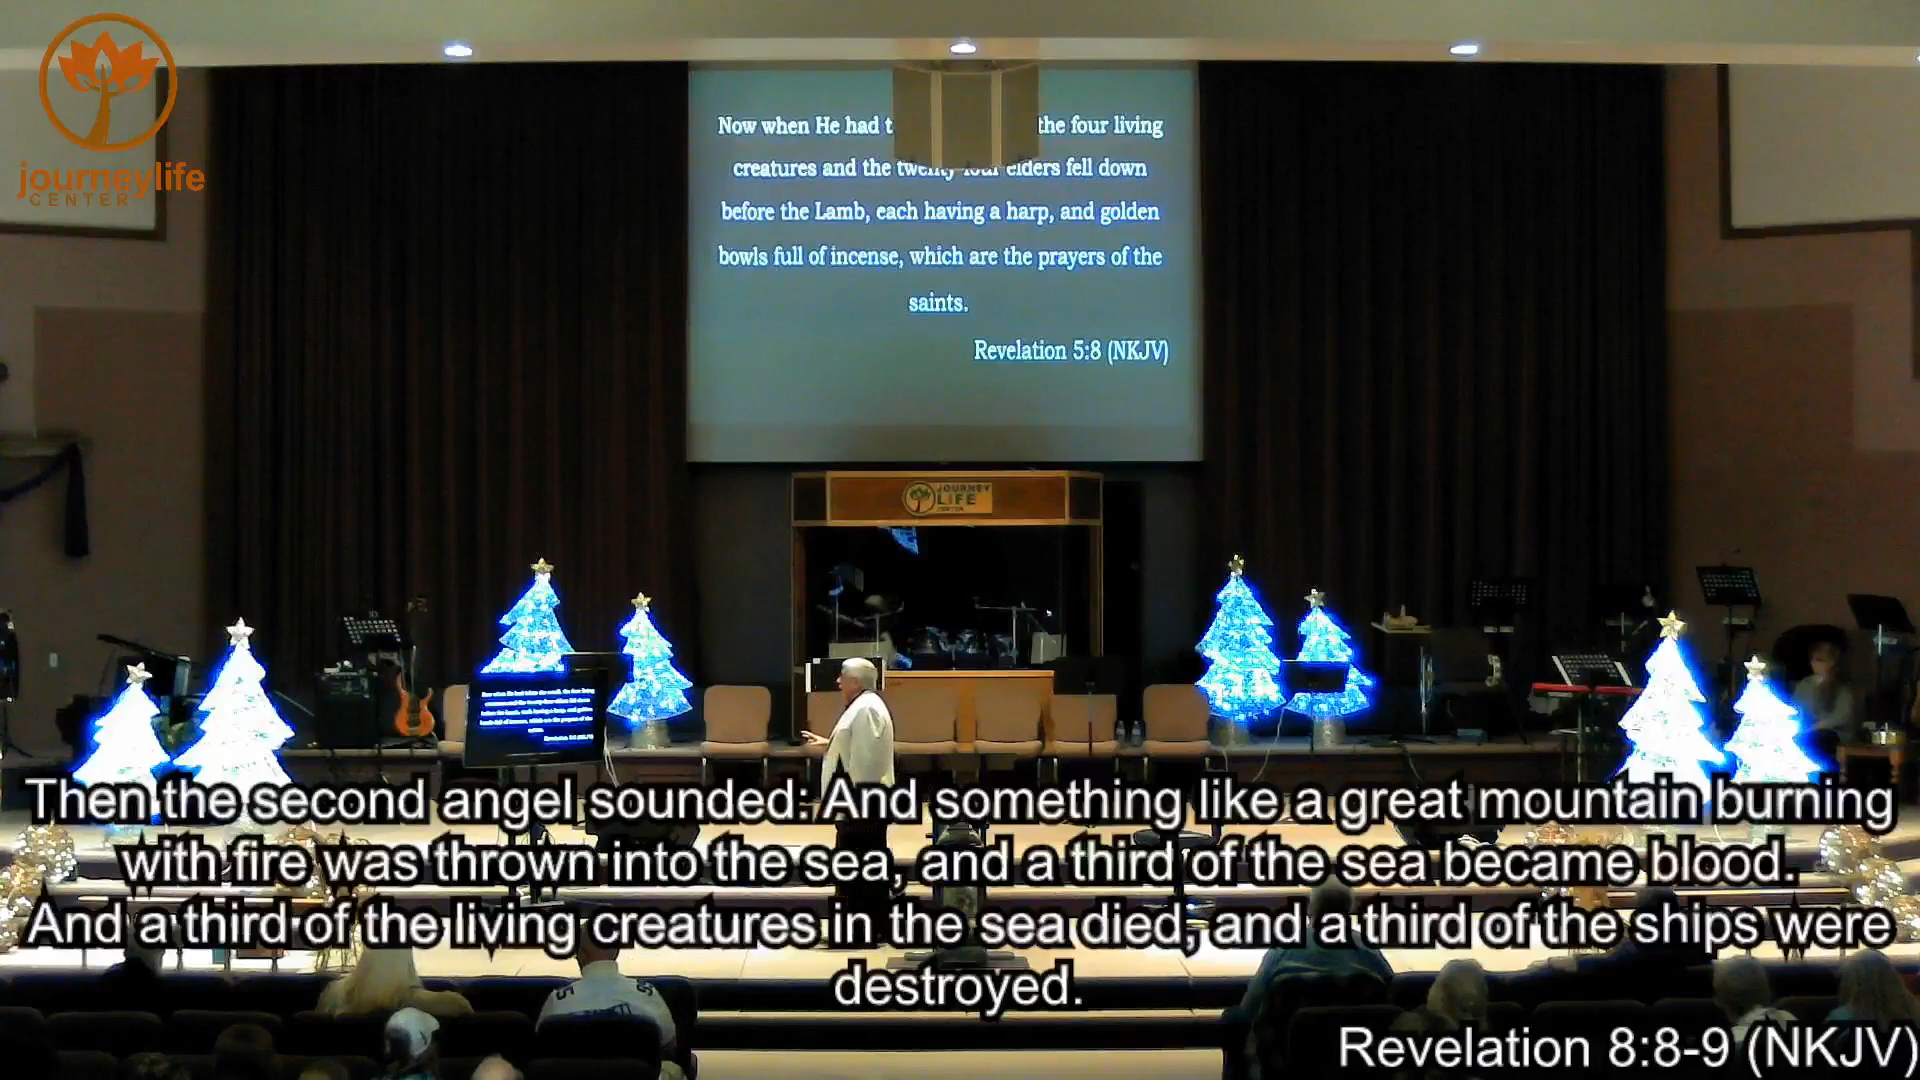 journeylife
CENTER
Now when He had the four living
creatures and the twenty-four elders fell down
before the Lamb, each having a harp, and golden
bowls full of incense, which are the prayers of the
saints.
Revelation 5:8 (NKJV)
JOURNEY
LIFE
CENTER
Then the second angel sounded: And something like a great mountain burning
with fire was thrown into the sea, and a third of the sea became blood.
And a third of the living creatures in the sea died, and a third of the ships were
destroyed.
Revelation 8:8-9 (NKJV)